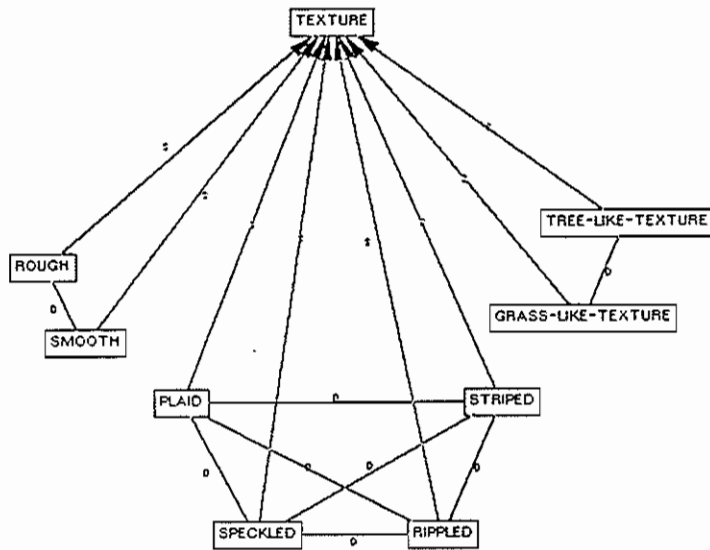 TEXTURE
S
S
S
S
S
S
S
S
TREE-LIKE-TEXTURE
ROUGH
D
D
GRASS-LIKE-TEXTURE
SMOOTH
PLAID
D
STRIPED
D
D
D
D
SPECKLED
D
RIPPLED